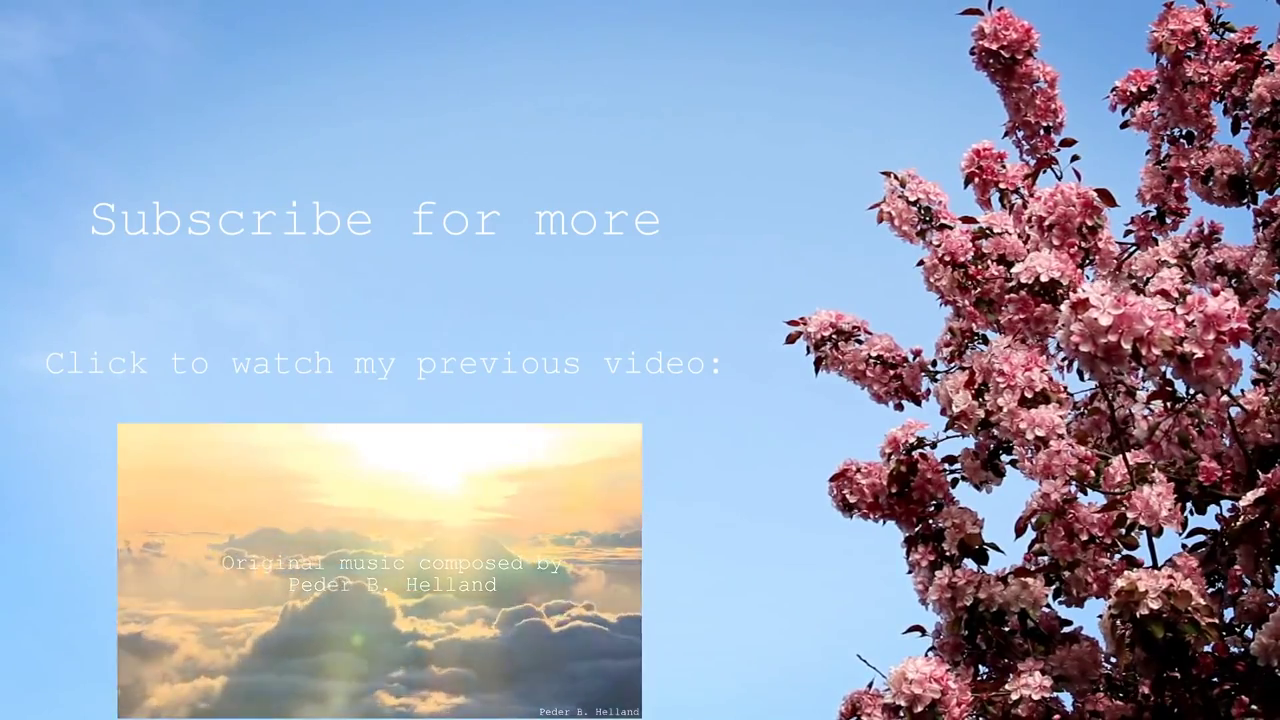 Subscribe for more
Click to watch my previous video:
Original music composed by
Peder B. Helland
Peder B. Helland